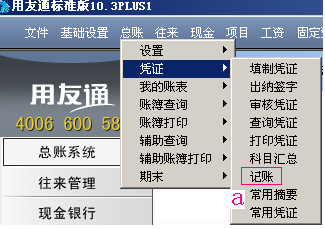 用友通标准版10.3PLUS1
文件 基础设置 总账 往来 现金 项目 工资 固定
用友通
4006 600 58
总账系统
往来管理
现金银行
设置
凭证
我的账表
账簿查询
账簿打印
辅助查询
辅助账簿打印
期末
填制凭证
出纳签字
审核凭证
查询凭证
打印凭证
科目汇总
记账
常用摘要
常用凭证
a